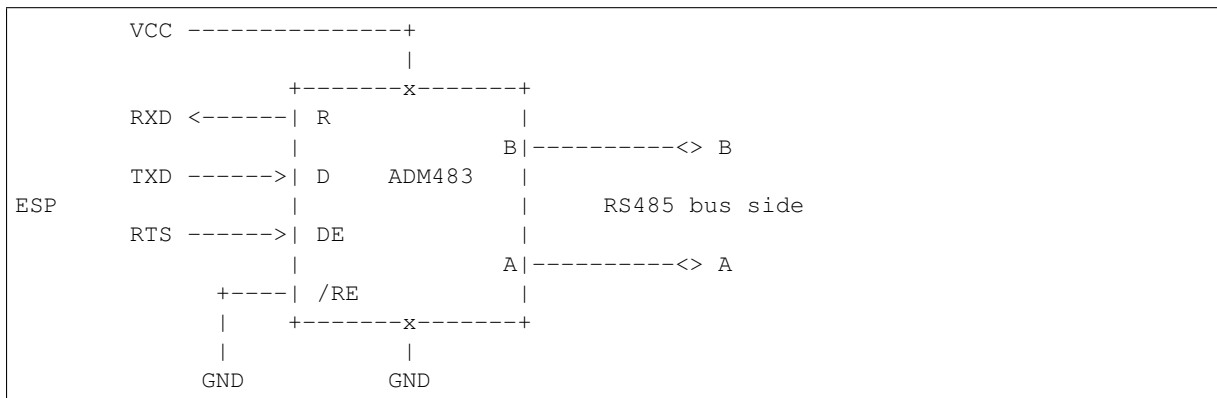 VCC ---------------+
|
+-------x-------+
RXD <------| R |
| B|----------<> B
TXD ------>| D ADM483 |
ESP | | RS485 bus side
RTS ------>| DE |
| A|----------<> A
+----| /RE |
| +-------x-------+
| |
GND GND